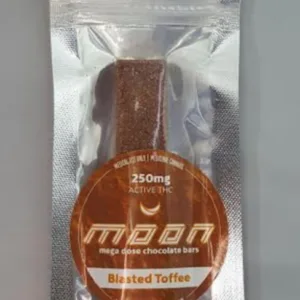 250mg
ACTIVE THC
moon
mega dose chocolate bars
Blasted Toffee